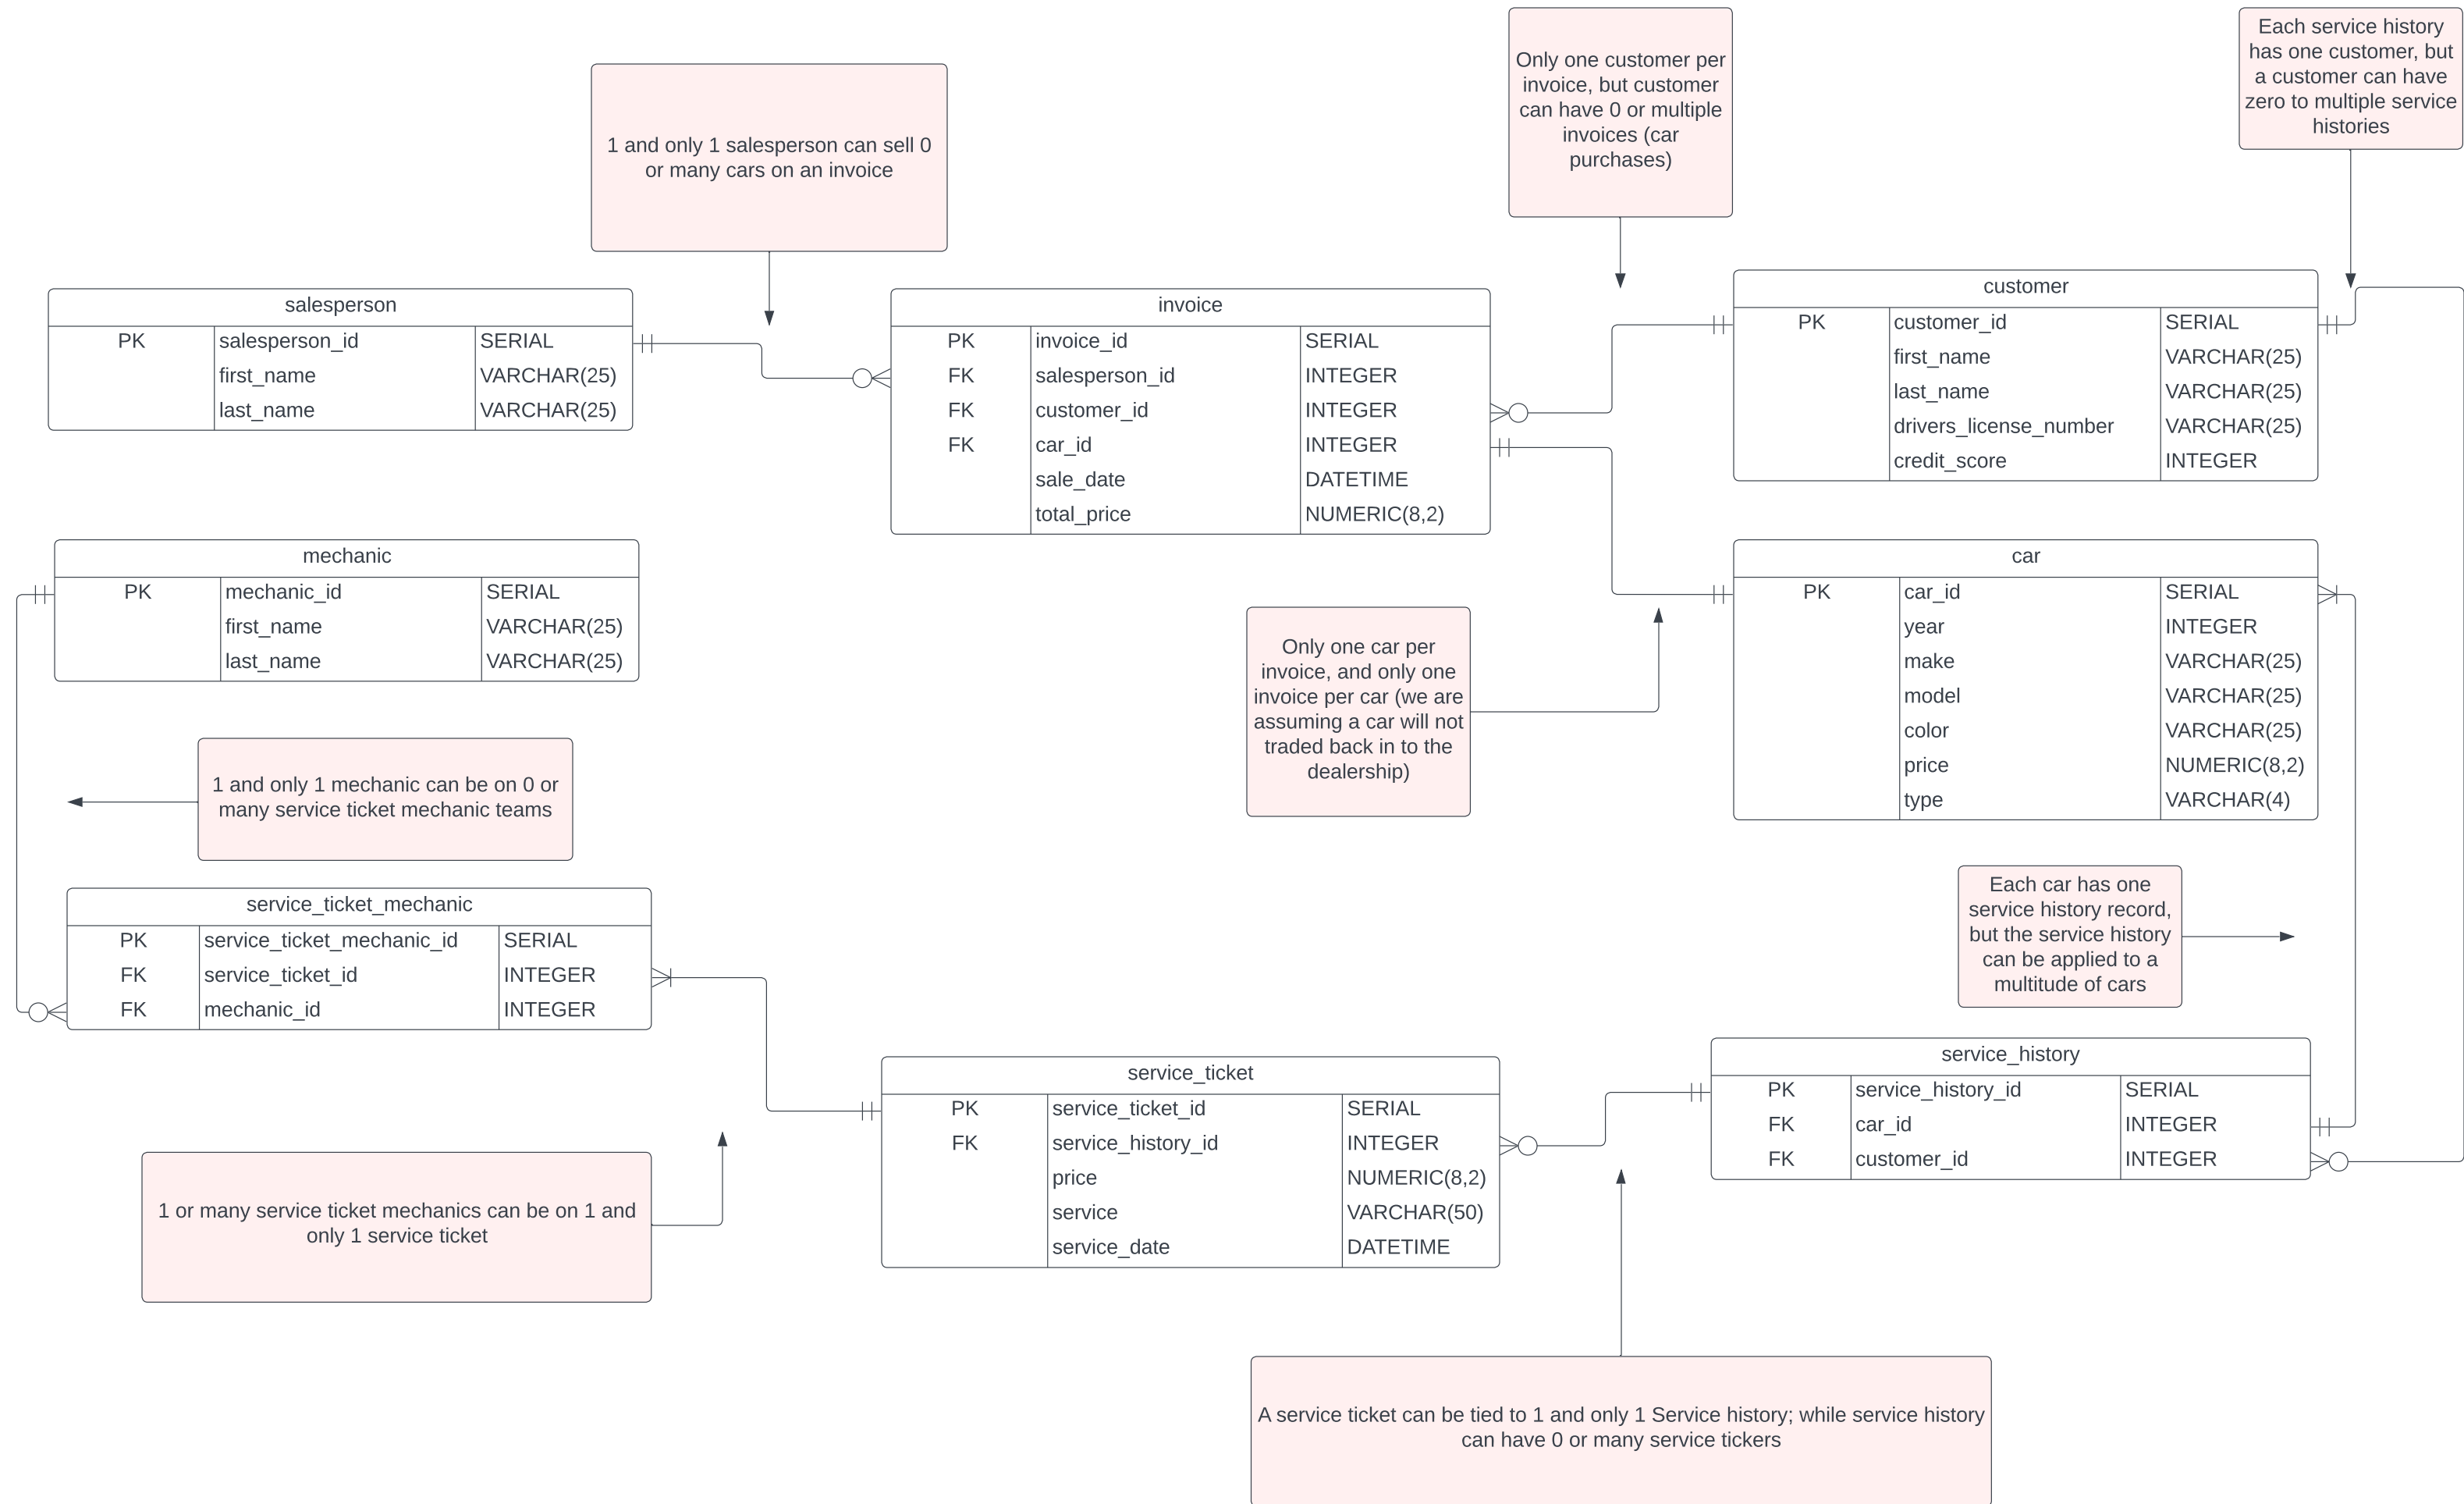 Each service history
has one customer, but
a customer can have
zero to multiple service
histories
Only one customer per
invoice, but customer
can have 0 or multiple
invoices (car
purchases)
1 and only 1 salesperson can sell 0
or many cars on an invoice
salesperson
PK salesperson_id SERIAL
first_name VARCHAR(25)
last_name VARCHAR(25)
invoice
PK invoice_id SERIAL
FK salesperson_id INTEGER
FK customer_id INTEGER
FK car_id INTEGER
sale_date DATETIME
total_price NUMERIC(8,2)
customer
PK customer_id SERIAL
first_name VARCHAR(25)
last_name VARCHAR(25)
drivers_license_number VARCHAR(25)
credit_score INTEGER
mechanic
PK mechanic_id SERIAL
first_name VARCHAR(25)
last_name VARCHAR(25)
Only one car per
invoice, and only one
invoice per car (we are
assuming a car will not
traded back in to the
dealership)
car
PK car_id SERIAL
year INTEGER
make VARCHAR(25)
model VARCHAR(25)
color VARCHAR(25)
price NUMERIC(8,2)
type VARCHAR(4)
1 and only 1 mechanic can be on 0 or
many service ticket mechanic teams
Each car has one
service history record,
but the service history
can be applied to a
multitude of cars
service_ticket_mechanic
PK service_ticket_mechanic_id SERIAL
FK service_ticket_id INTEGER
FK mechanic_id INTEGER
service_ticket
PK service_ticket_id SERIAL
FK service_history_id INTEGER
price NUMERIC(8,2)
service VARCHAR(50)
service_date DATETIME
service_history
PK service_history_id SERIAL
FK car_id INTEGER
FK customer_id INTEGER
1 or many service ticket mechanics can be on 1 and
only 1 service ticket
A service ticket can be tied to 1 and only 1 Service history; while service history
can have 0 or many service tickers